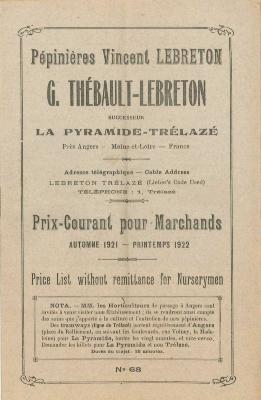 Pépinières Vincent LEBRETON
G. THÉBAULT-LEBRETON
SUCCESSEUR
LA PYRAMIDE-TRÉLAZÉ
Près Angers — Maine-et-Loire — France
Adresse télégraphique — Cable Address
LEBRETON TRÉLAZÉ (Lieber's Code Used)
TÉLÉPHONE : 1, Trélazé
Prix-Courant pour Marchands
AUTOMNE 1921 — PRINTEMPS 1922
Price List without remittance for Nurserymen
NOTA. — MM. les Horticulteurs de passage à Angers sont
invités à venir visiter mon Etablissement ; ils se rendront ainsi compte
des soins que j'apporte à la culture et l'entretien de mes pépinières.
Des tramways (ligne de Trélazé) partent régulièrement d'Angers
(place du Ralliement, en suivant les boulevards, rue Volney, la Made-
leine) pour La Pyramide, toutes les vingt minutes, et vice-versa.
Demander les billets pour La Pyramide et non Trélazé.
Durée du trajet : minutes.
N° 68